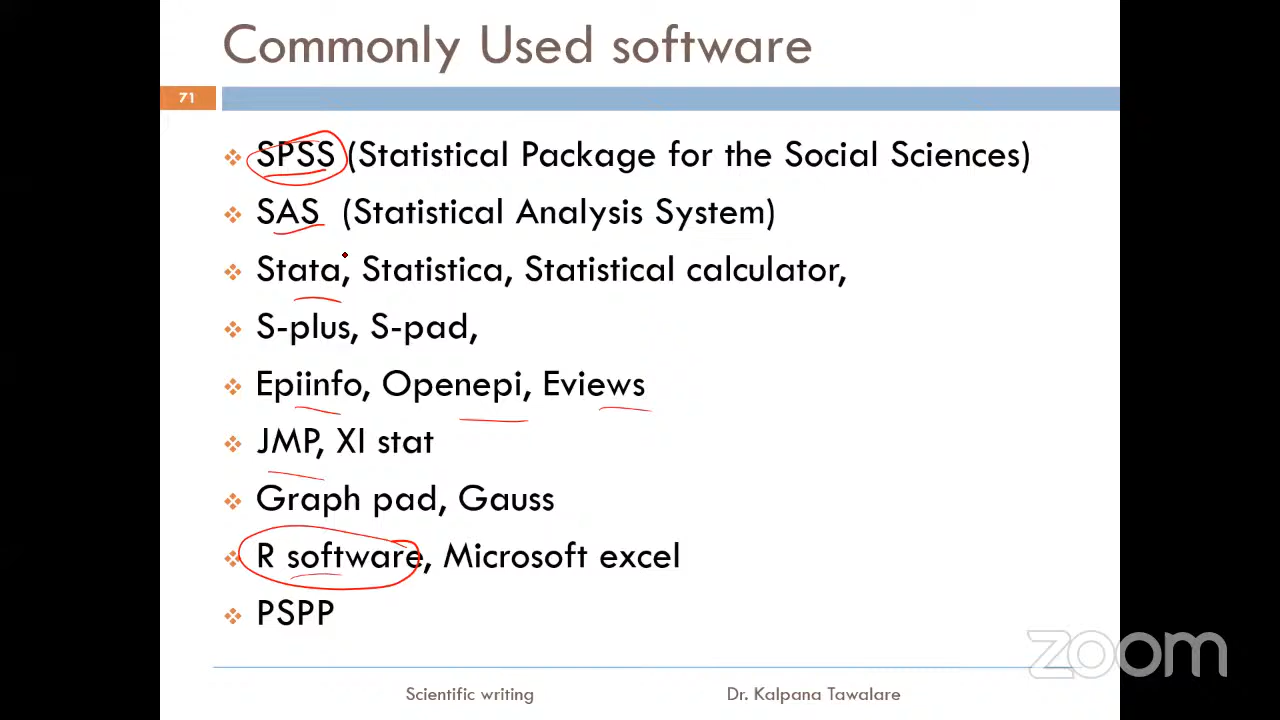 Commonly Used software
71
SPSS (Statistical Package for the Social Sciences)
SAS (Statistical Analysis System)
Stata, Statistica, Statistical calculator,
S-plus, S-pad,
Epiinfo, Openepi, Eviews
JMP, XI stat
Graph pad, Gauss
R software, Microsoft excel
PSPP
zoom
Scientific writing Dr. Kalpana Tawalare